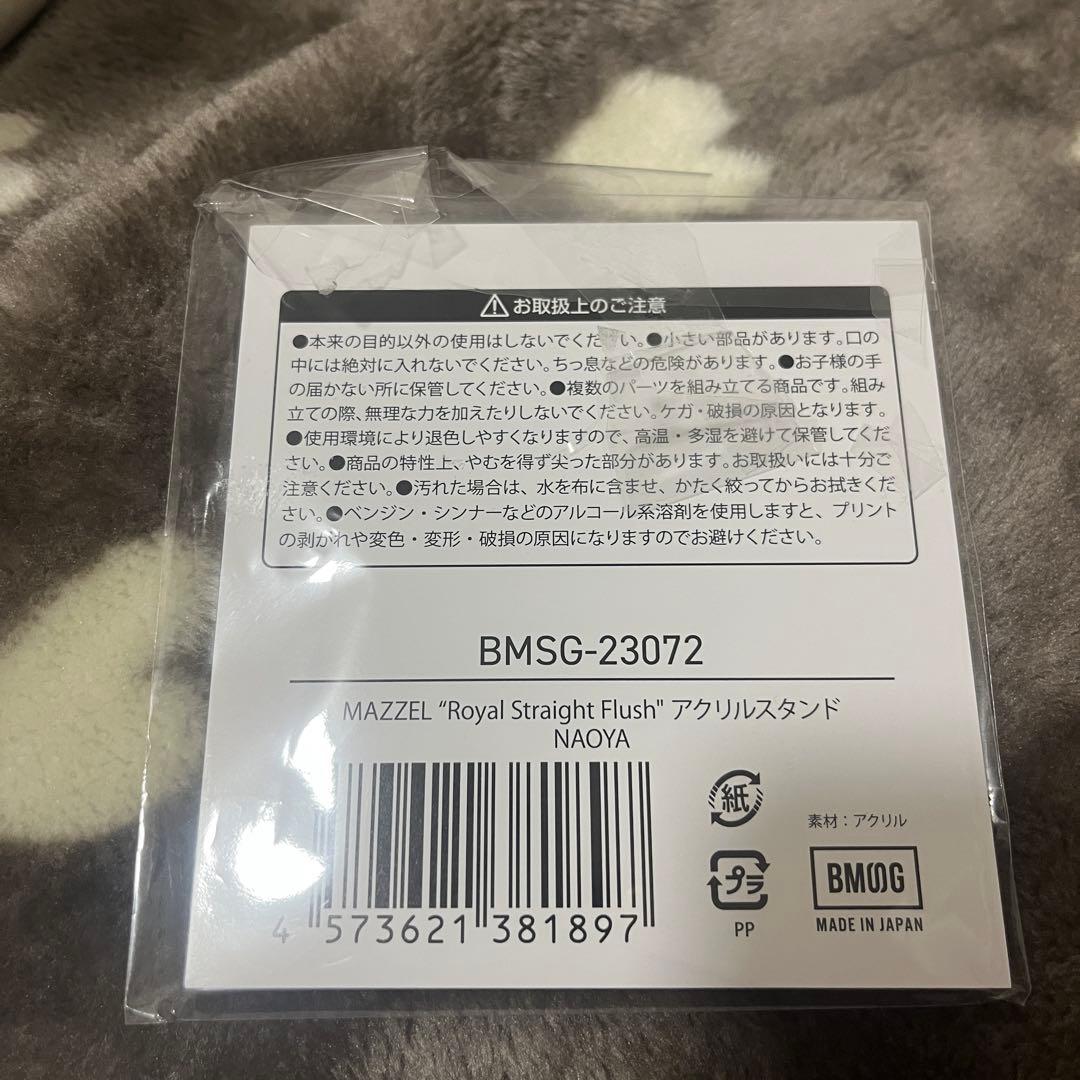 ⚠お取扱上のご注意
●本来の目的以外の使用はしないでください。●小さい部品があります。口の
中には絶対に入れないでください。ちっ息などの危険があります。●お子様の手
の届かない所に保管してください。●複数のパーツを組み立てる商品です。組み
立ての際、無理な力を加えたりしないでください。ケガ・破損の原因となります。
●使用環境により退色しやすくなりますので、高温・多湿を避けて保管してくだ
さい。●商品の特性上、やむを得ず尖った部分があります。お取扱いには十分ご
注意ください。●汚れた場合は、水を布に含ませ、かたく絞ってからお拭きくだ
さい。●ベンジン・シンナーなどのアルコール系溶剤を使用しますと、プリント
の剥がれや変色・変形・破損の原因になりますのでお避けください。
BMSG-23072
MAZZEL “Royal Straight Flush" アクリルスタンド
NAOYA
4 573621 381897
紙
素材：アクリル
プラ
PP
BMSG
MADE IN JAPAN